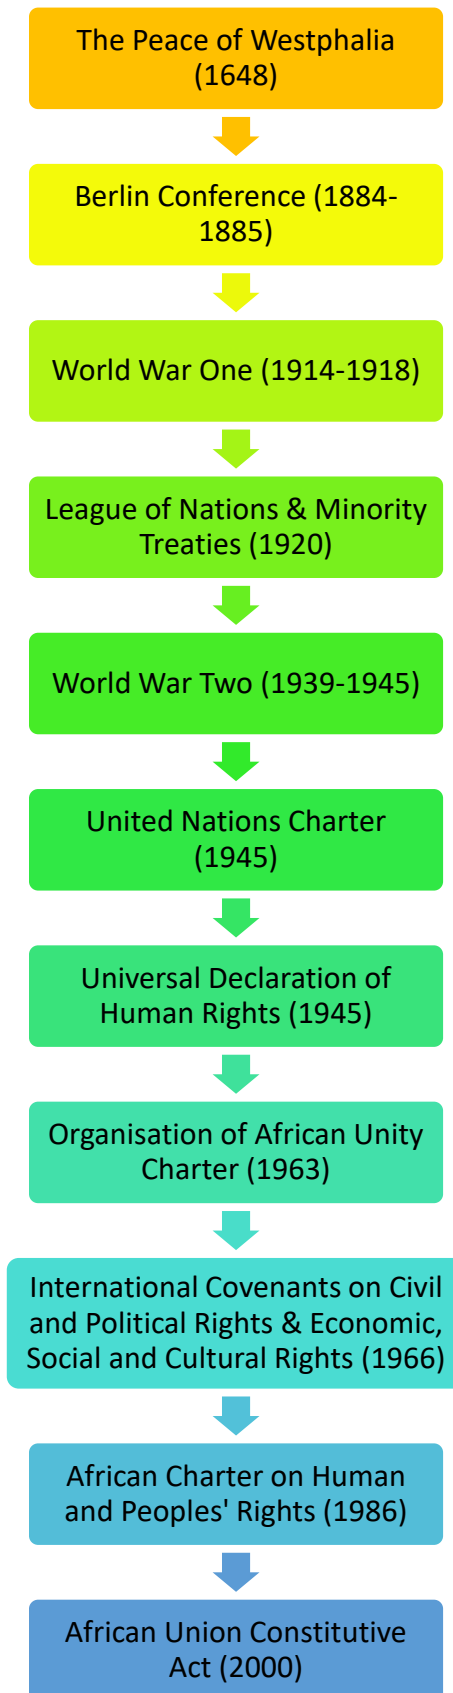 The Peace of Westphalia
(1648)
Berlin Conference (1884-
1885)
World War One (1914-1918)
League of Nations & Minority
Treaties (1920)
World War Two (1939-1945)
United Nations Charter
(1945)
Universal Declaration of
Human Rights (1945)
Organisation of African Unity
Charter (1963)
International Covenants on Civil
and Political Rights & Economic,
Social and Cultural Rights (1966)
African Charter on Human
and Peoples' Rights (1986)
African Union Constitutive
Act (2000)